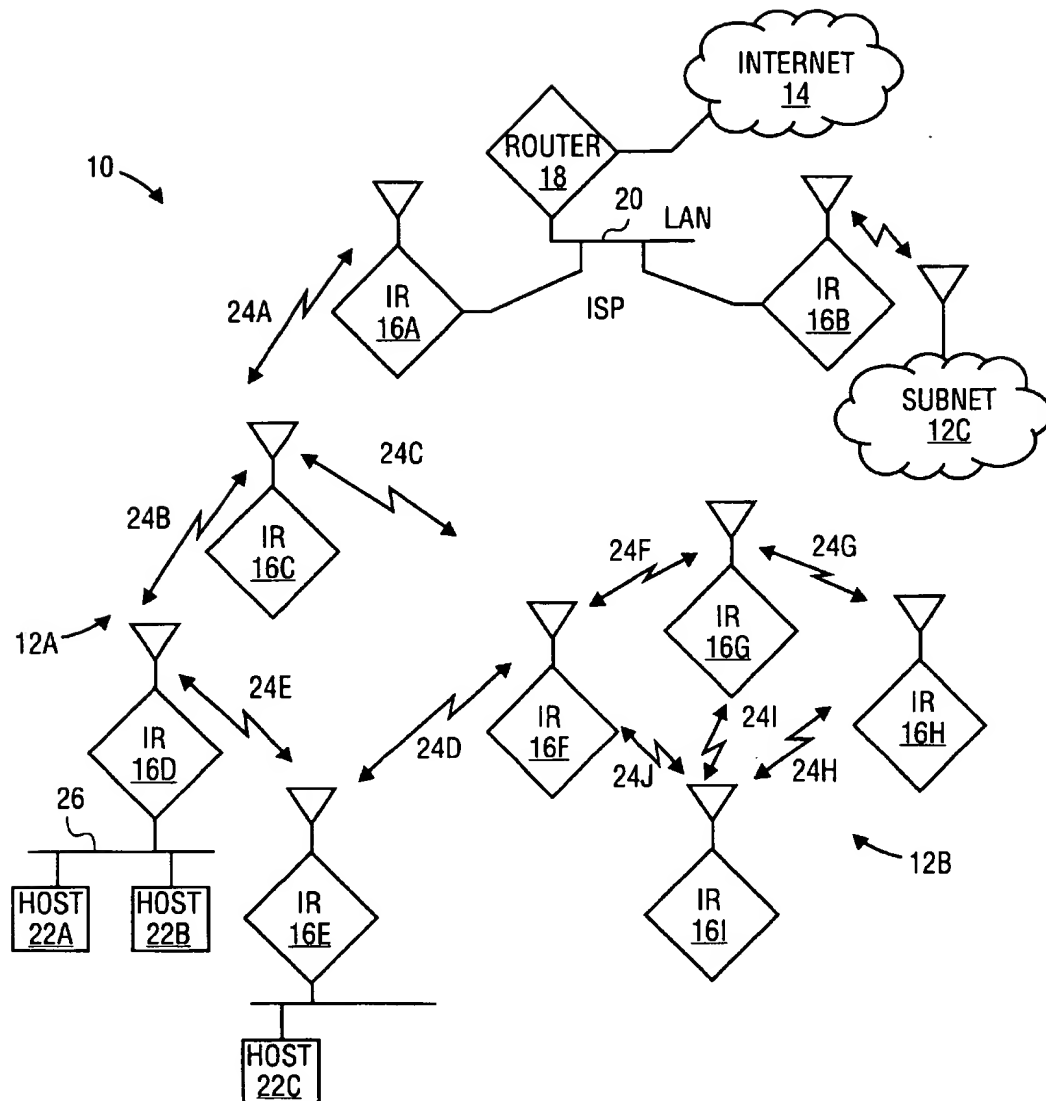 INTERNET
14
ROUTER
18
10
20
LAN
IR
16A
ISP
IR
16B
24A
SUBNET
12C
24C
24B
IR
16C
24F
24G
12A
IR
16G
24E
IR
16D
24D
IR
16F
24I
IR
16H
24J
24H
26
12B
HOST
22A
HOST
22B
IR
16E
IR
16I
HOST
22C